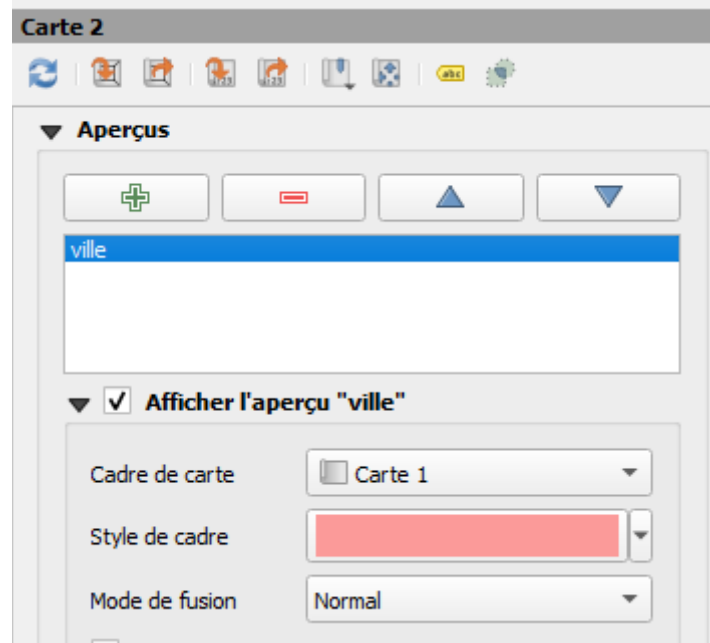 Carte 2
abc
Aperçus
ville
Afficher l'aperçu "ville"
Cadre de carte
Carte 1
Style de cadre
Mode de fusion
Normal